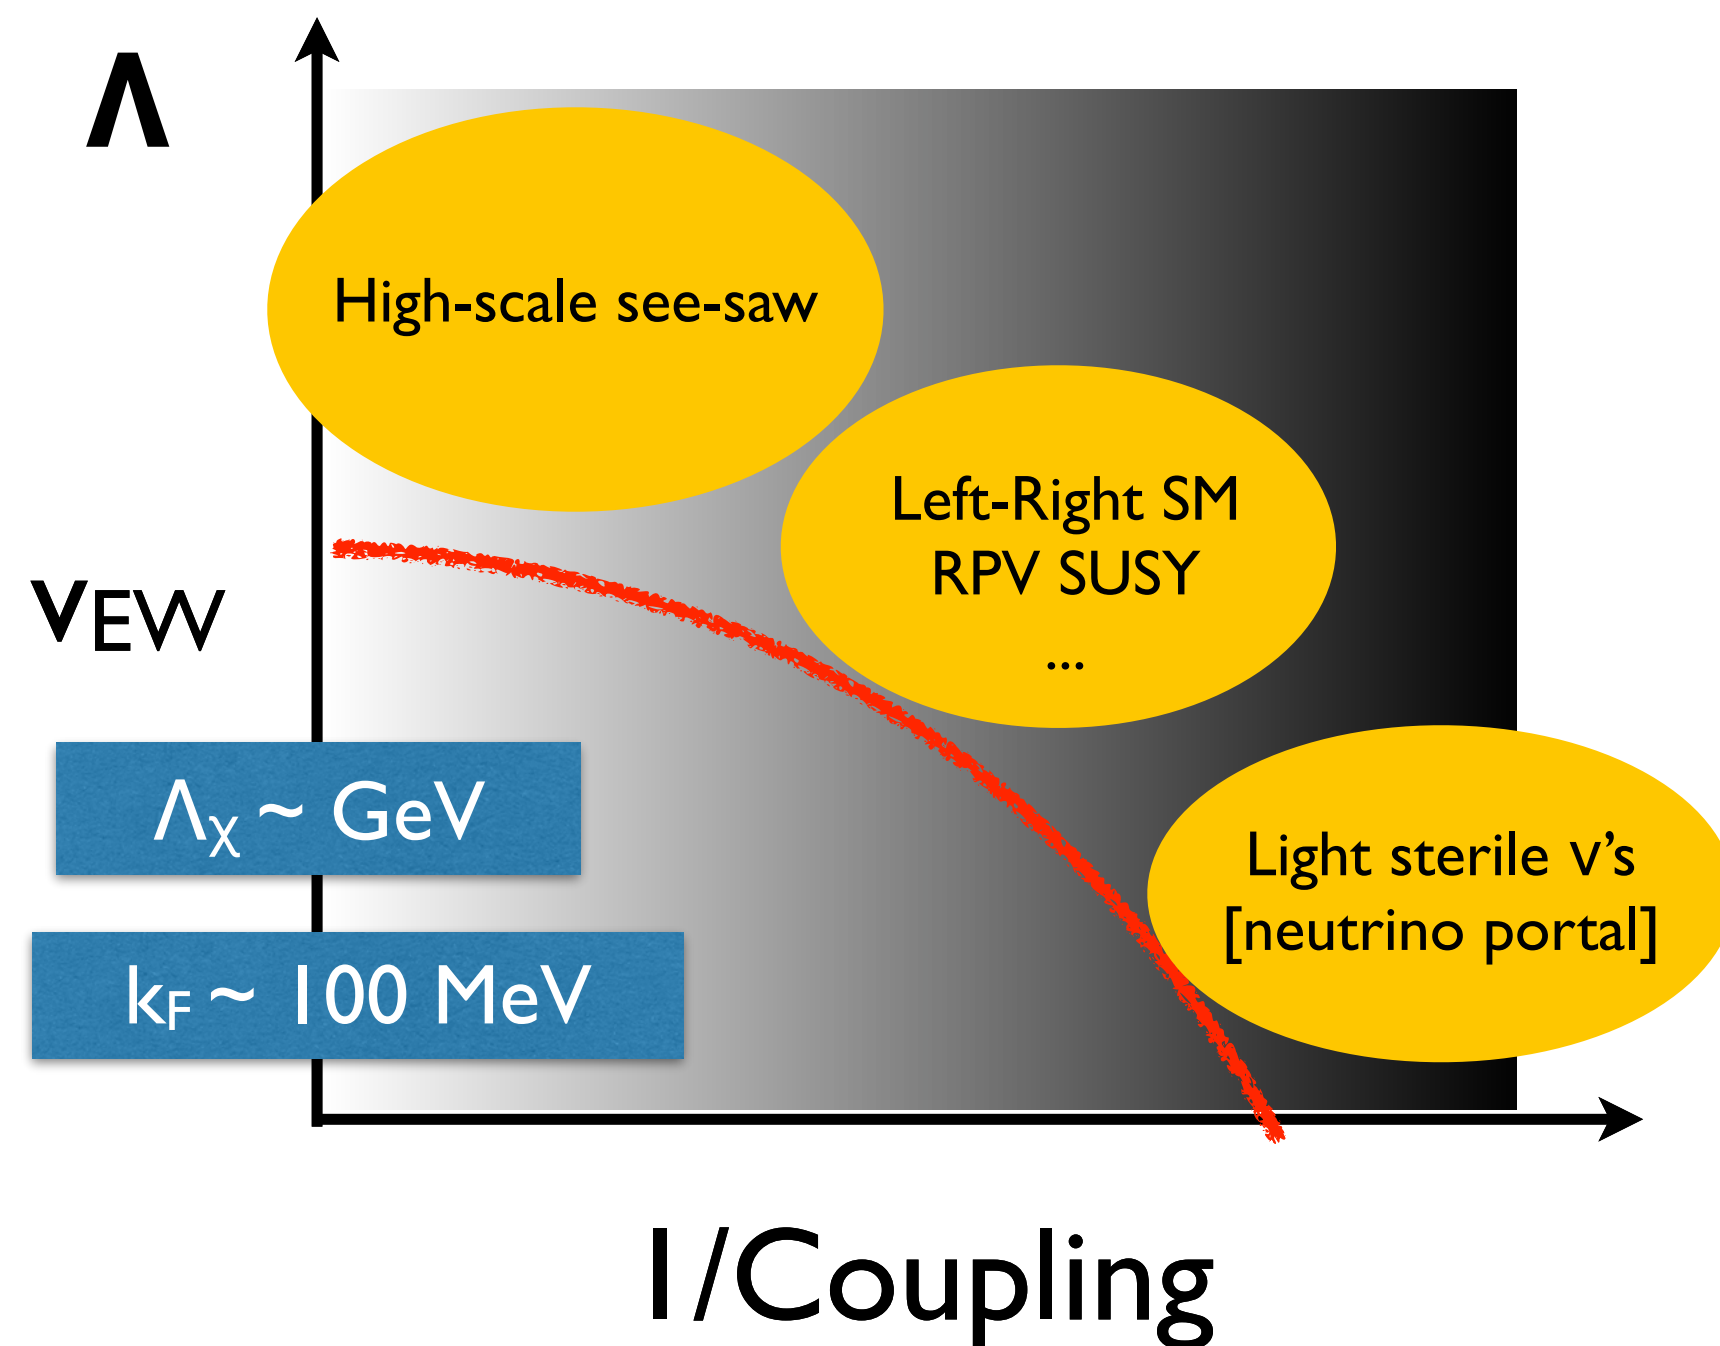 Λ
High-scale see-saw
Left-Right SM
RPV SUSY
...
vEW
Λχ ~ GeV
Light sterile ν's
[neutrino portal]
kF ~ 100 MeV
1/Coupling